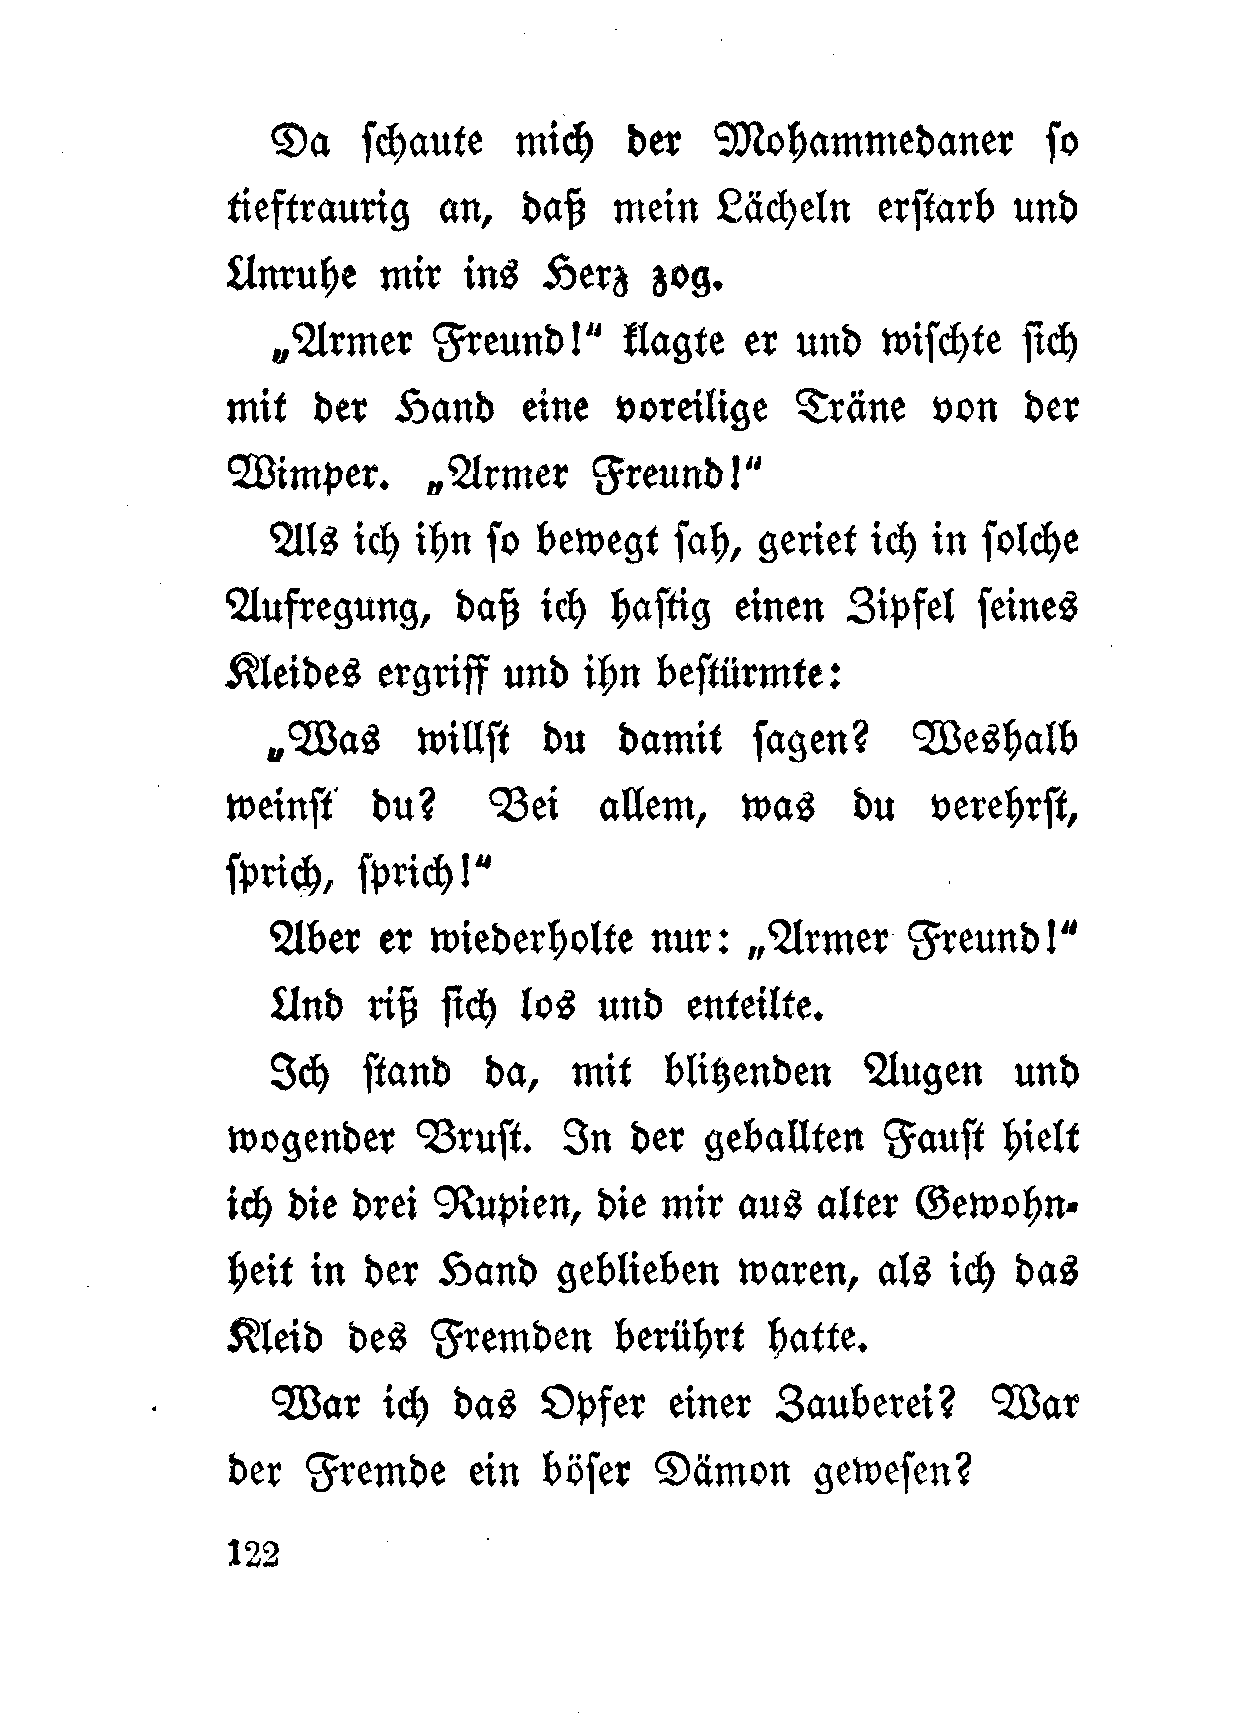 Da schaute mich der Mohammedaner so
tieftraurig an, daß mein Lächeln erstarb und
Unruhe mir ins Herz zog.
„Armer Freund!“ klagte er und wischte sich
mit der Hand eine voreilige Träne von der
Wimper. „Armer Freund!“
Als ich ihn so bewegt sah, geriet ich in solche
Aufregung, daß ich hastig einen Zipfel seines
Kleides ergriff und ihn bestürmte:
„Was willst du damit sagen? Weshalb
weinst du? Bei allem, was du verehrst,
sprich, sprich!“
Aber er wiederholte nur: „Armer Freund!“
Und riß sich los und enteilte.
Ich stand da, mit blitzenden Augen und
wogender Brust. In der geballten Faust hielt
ich die drei Rupien, die mir aus alter Gewohn-
heit in der Hand geblieben waren, als ich das
Kleid des Fremden berührt hatte.
War ich das Opfer einer Zauberei? War
der Fremde ein böser Dämon gewesen?
122